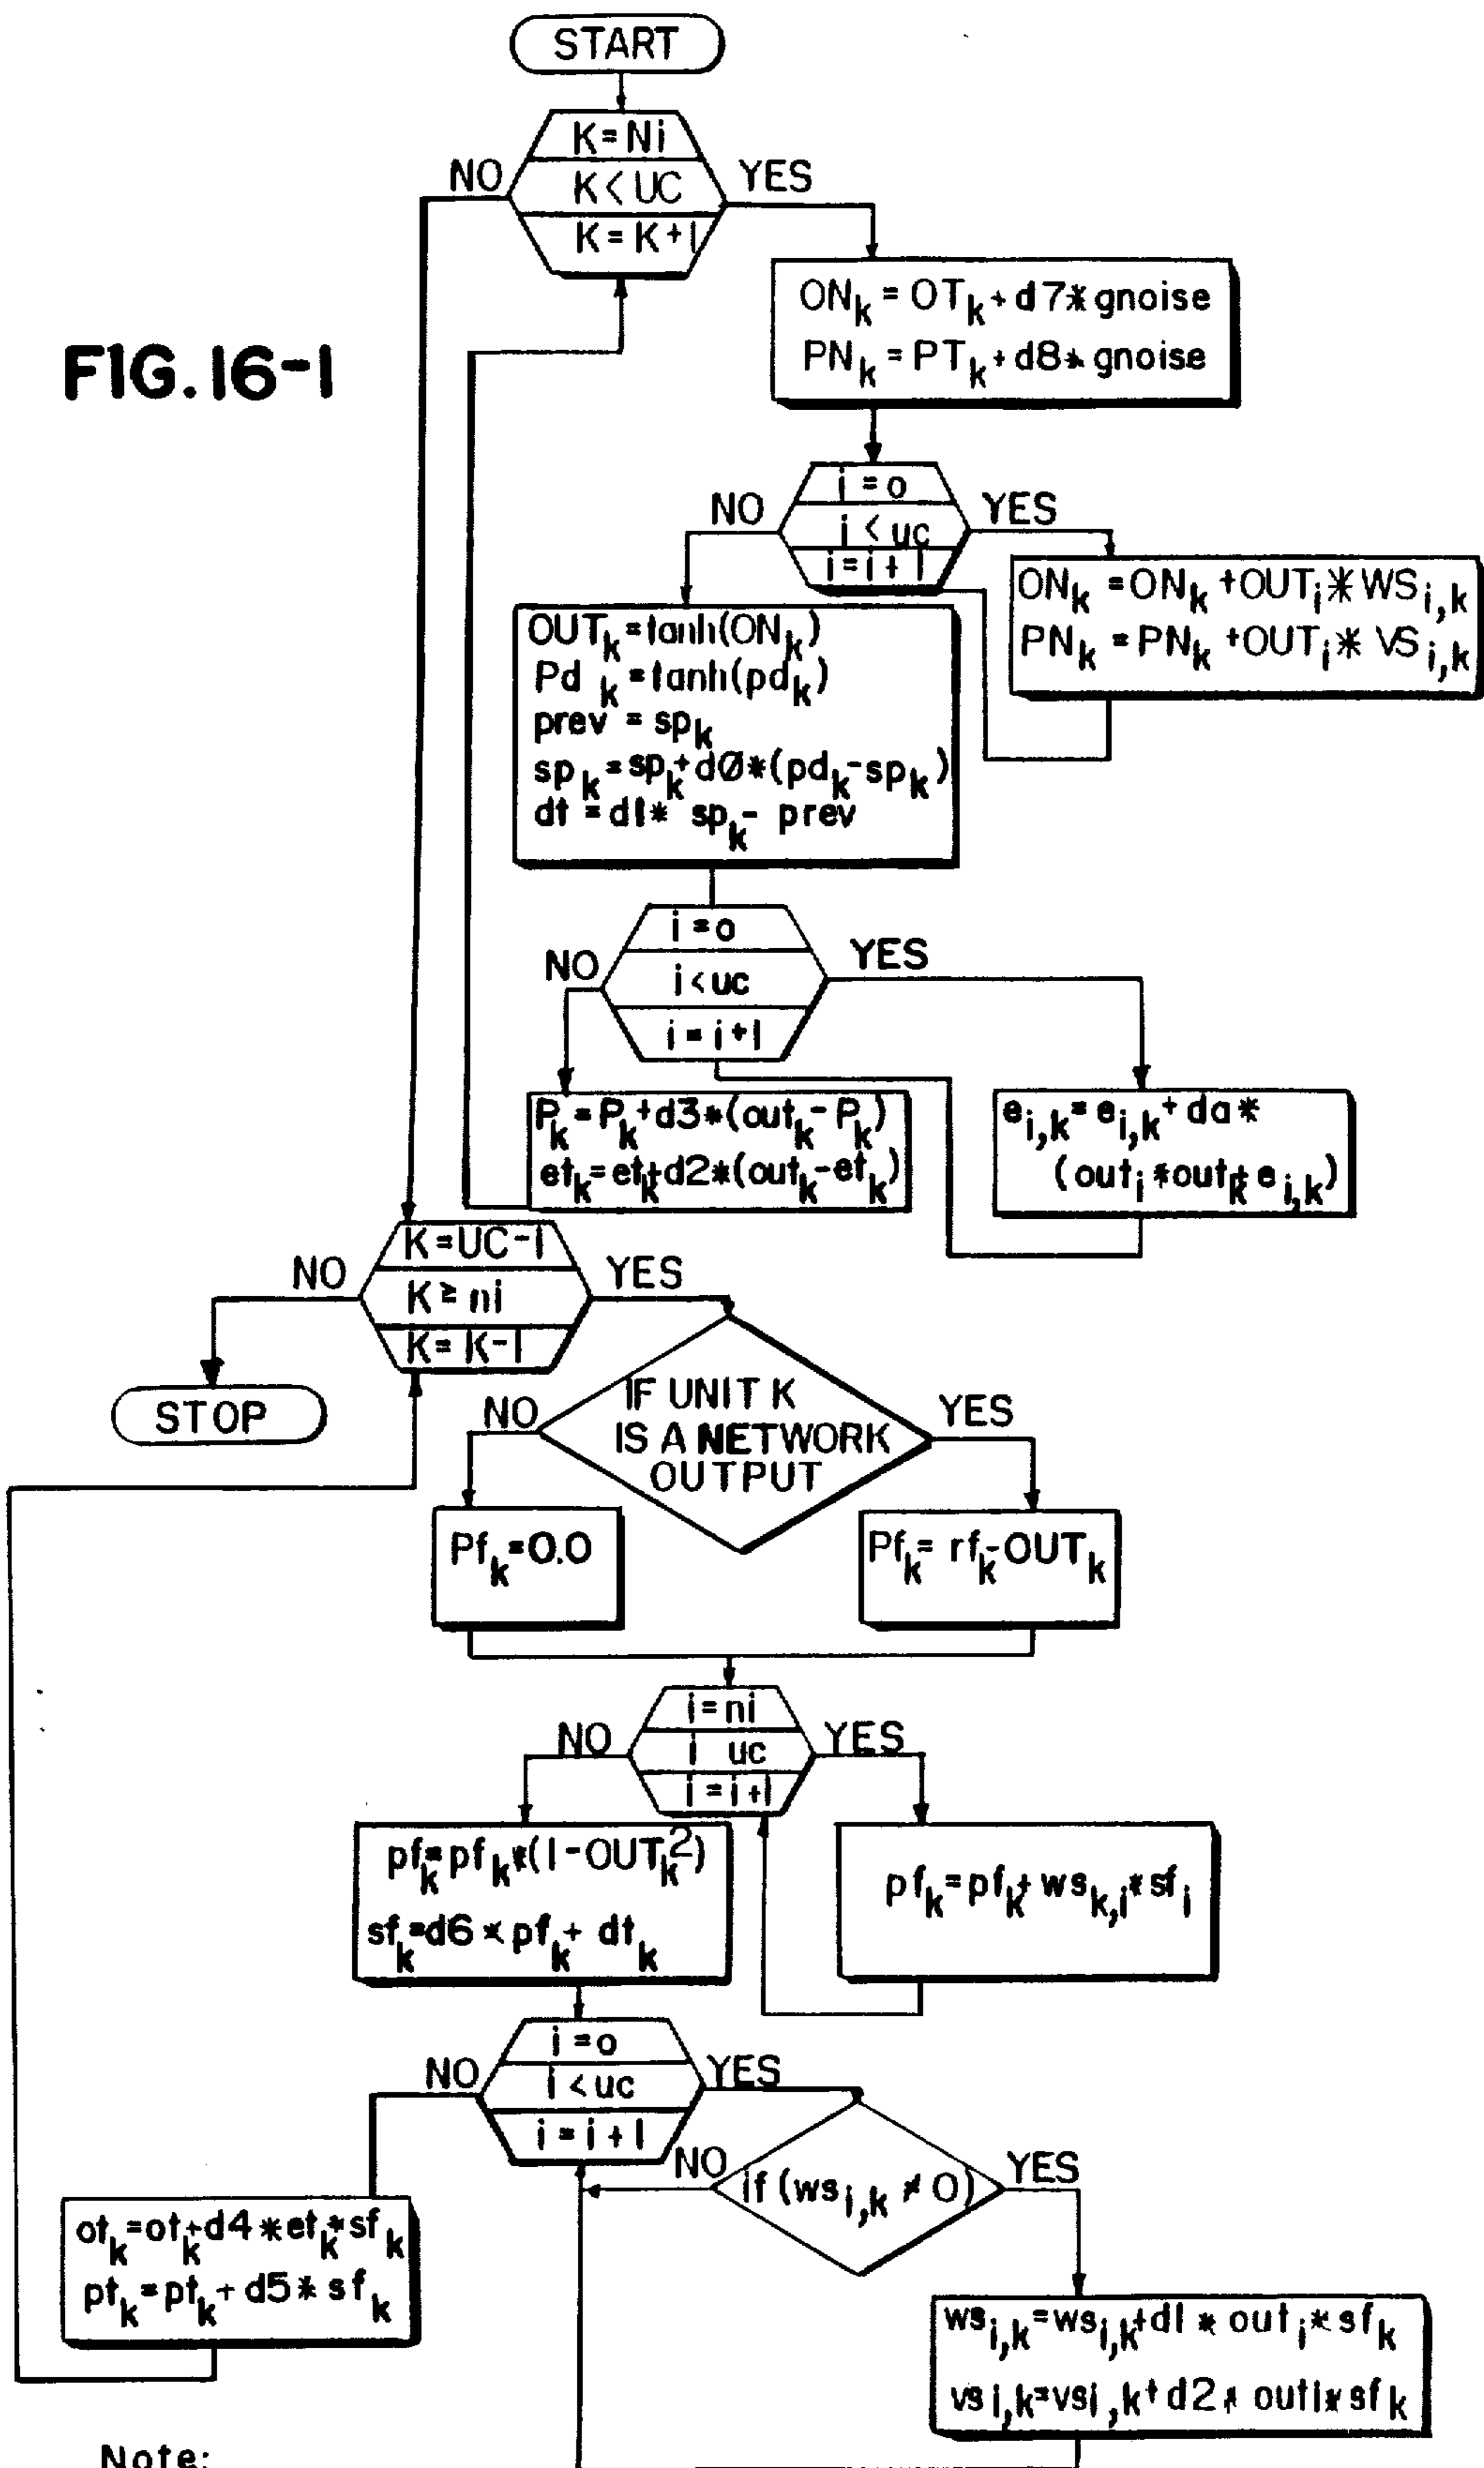 START
K=Ni
NO
K<UC
YES
K=K+1
FIG. 16-1
ON_k = OT_k + d7* gnoise
PN_k = PT_k + d8* gnoise
i = o
NO
i < uc
YES
i = i + 1
ON_k = ON_k + OUT_i * WS_i,k
PN_k = PN_k + OUT_i * VS_i,k
OUT_k = tanh(ON_k)
Pd_k = tanh(pd_k)
prev = sp_k
sp_k = sp_k + dØ*(pd_k-sp_k)
dt = d1* sp_k - prev
i = o
NO
i < uc
YES
i = i+1
P_k = P_k + d3*(out_k - P_k)
et_k = et_k + d2*(out_k - et_k)
e_i,k = e_i,k + da*
(out_i * out_k + e_i,k)
K=UC-1
NO
K ≥ ni
YES
K = K-1
STOP
IF UNIT K
IS A NETWORK
OUTPUT
NO
YES
Pf_k = 0.0
Pf_k = rf_k - OUT_k
i = ni
NO
i uc
YES
i = i+1
pf_k = pf_k * (1-OUT_k^2)
sf_k = d6 * pf_k + dt_k
pf_k = pf_k + ws_k,i * sf_i
i = o
NO
i < uc
YES
i = i + 1
NO
if (ws_i,k ≠ 0)
YES
ot_k = ot_k + d4 * et_k * sf_k
pt_k = pt_k + d5 * sf_k
ws_i,k = ws_i,k + d1 * out_i * sf_k
vs_i,k = vs_i,k + d2 * outi * sf_k
Note: